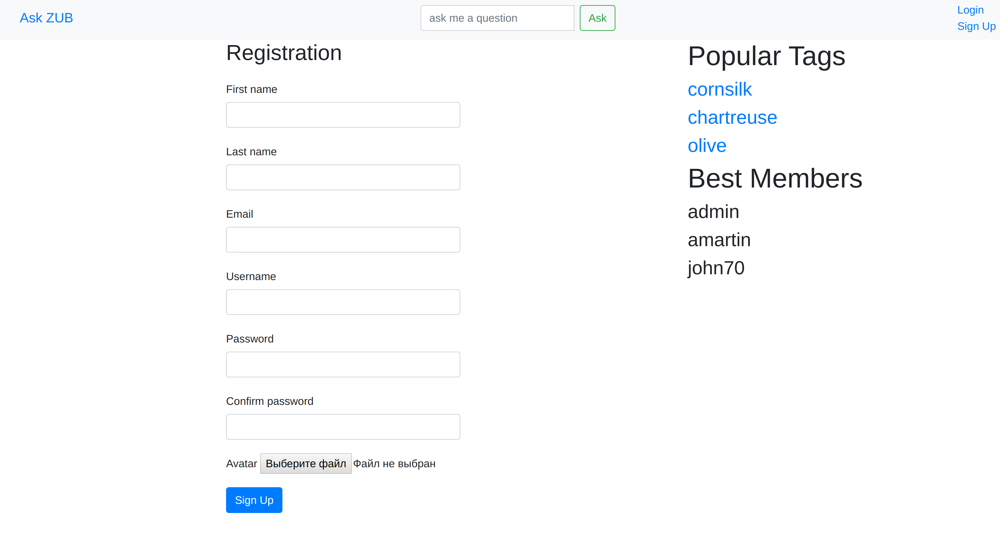 Ask ZUB
ask me a question
Ask
Login
Sign Up
Registration
First name
Last name
Email
Username
Password
Confirm password
Avatar Выберите файл Файл не выбран
Sign Up
Popular Tags
cornsilk
chartreuse
olive
Best Members
admin
amartin
john70